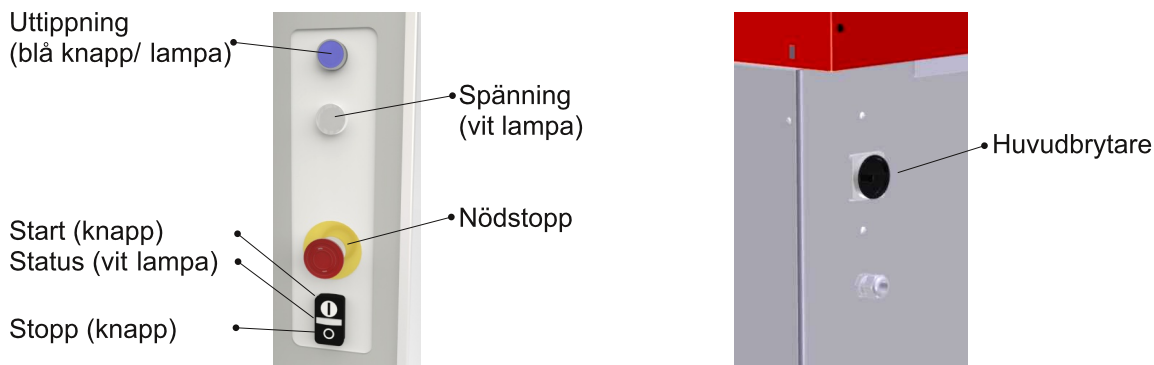 Uttippning
(blå knapp/ lampa)
Spänning
(vit lampa)
Nödstopp
Start (knapp)
Status (vit lampa)
Stopp (knapp)
Huvudbrytare